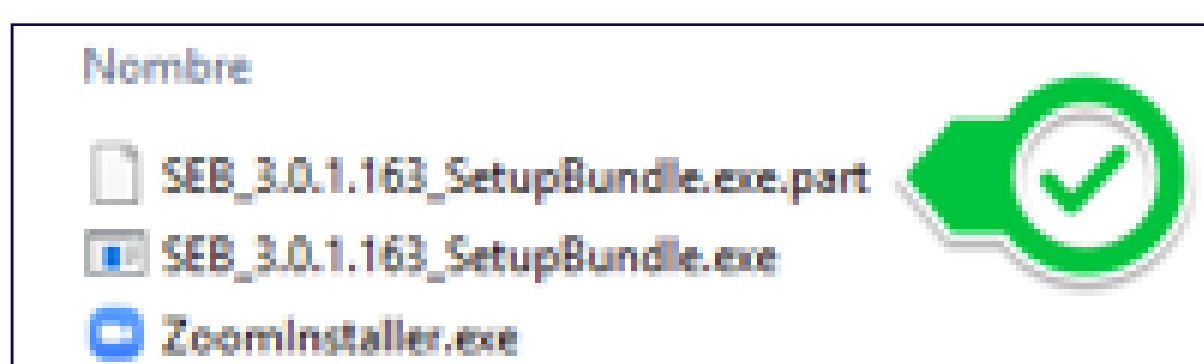 Nombre
SEB_3.0.1.163_SetupBundle.exe.part
SEB_3.0.1.163_SetupBundle.exe
ZoomInstaller.exe